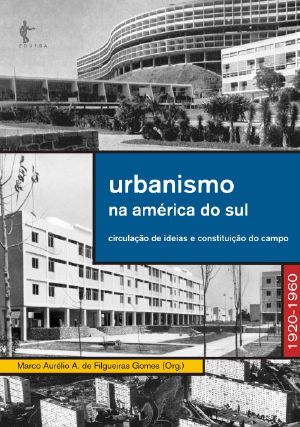 EDUFBA
urbanismo
na américa do sul
circulação de ideias e constituição do campo
1920-1960
Marco Aurélio A. de Filgueiras Gomes (Org.)